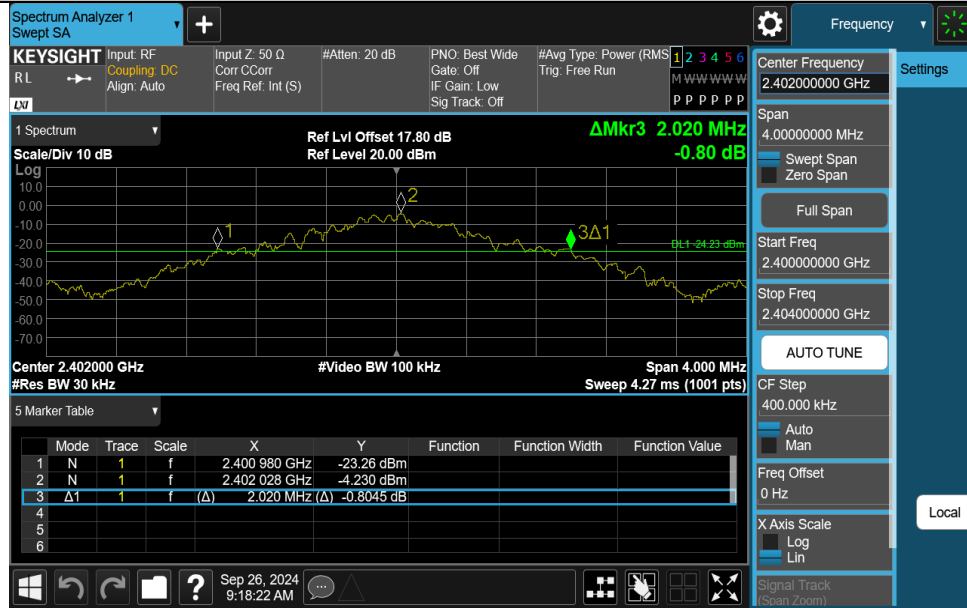 Spectrum Analyzer 1
Swept SA
+
Frequency
KEYSIGHT
RL
LXI
Input: RF
Coupling: DC
Align: Auto
Input Z: 50 Ω
Corr CCorr
Freq Ref: Int (S)
#Atten: 20 dB
PNO: Best Wide
Gate: Off
IF Gain: Low
Sig Track: Off
#Avg Type: Power (RMS
Trig: Free Run
1 2 3 4 5 6
M W W W W W
P P P P P P
1 Spectrum
Scale/Div 10 dB
Ref Lvl Offset 17.80 dB
Ref Level 20.00 dBm
ΔMkr3 2.020 MHz
-0.80 dB
Log
10.0
0.00
-10.0
-20.0
-30.0
-40.0
-50.0
-60.0
-70.0
1
2
3Δ1
DL1 -24.23 dBm
Center 2.402000 GHz
#Res BW 30 kHz
#Video BW 100 kHz
Span 4.000 MHz
Sweep 4.27 ms (1001 pts)
5 Marker Table
Mode Trace Scale X Y Function Function Width Function Value
1 N 1 f 2.400 980 GHz -23.26 dBm
2 N 1 f 2.402 028 GHz -4.230 dBm
3 Δ1 1 f (Δ) 2.020 MHz (Δ) -0.8045 dB
4
5
6
?
Sep 26, 2024
9:18:22 AM
Center Frequency
2.402000000 GHz
Settings
Span
4.00000000 MHz
Swept Span
Zero Span
Full Span
Start Freq
2.400000000 GHz
Stop Freq
2.404000000 GHz
AUTO TUNE
CF Step
400.000 kHz
Auto
Man
Freq Offset
0 Hz
Local
X Axis Scale
Log
Lin
Signal Track
(Span Zoom)